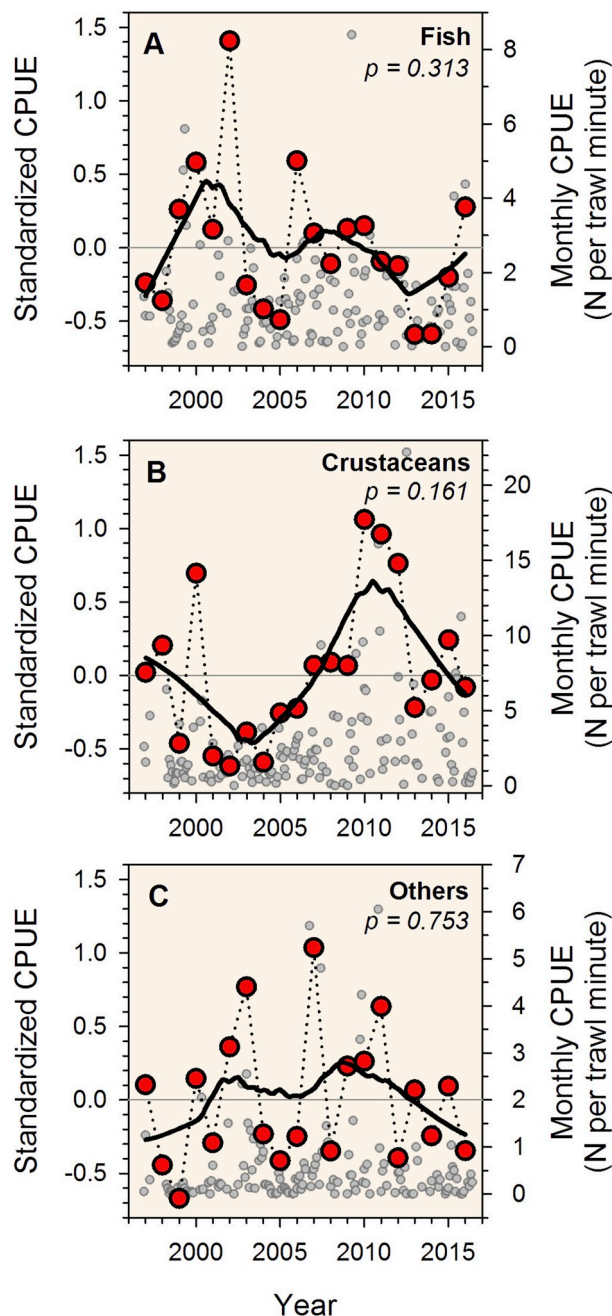 A
Fish
p = 0.313
Standardized CPUE
1.5
1.0
0.5
0.0
-0.5
8
6
4
2
0
Monthly CPUE
(N per trawl minute)
2000 2005 2010 2015
B
Crustaceans
p = 0.161
Standardized CPUE
1.5
1.0
0.5
0.0
-0.5
20
15
10
5
0
Monthly CPUE
(N per trawl minute)
2000 2005 2010 2015
C
Others
p = 0.753
Standardized CPUE
1.5
1.0
0.5
0.0
-0.5
7
6
5
4
3
2
1
0
Monthly CPUE
(N per trawl minute)
2000 2005 2010 2015
Year